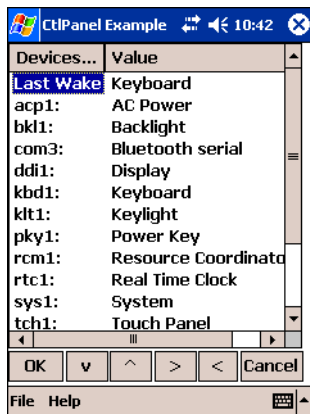 CtlPanel Example 10:42
Devices... Value
Last Wake Keyboard
acp1: AC Power
bkl1: Backlight
com3: Bluetooth serial
ddi1: Display
kbd1: Keyboard
klt1: Keylight
pky1: Power Key
rcm1: Resource Coordinato
rtc1: Real Time Clock
sys1: System
tch1: Touch Panel
OK v ^ > < Cancel
File Help